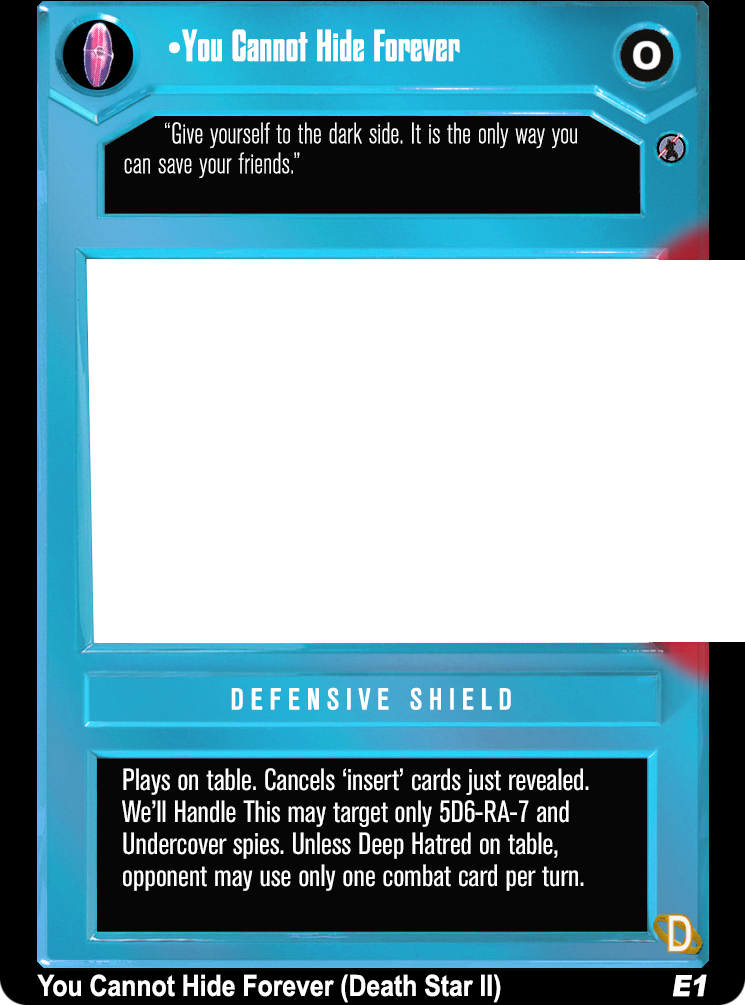 •You Cannot Hide Forever
O
“Give yourself to the dark side. It is the only way you
can save your friends.”
DEFENSIVE SHIELD
Plays on table. Cancels ‘insert’ cards just revealed.
We’ll Handle This may target only 5D6-RA-7 and
Undercover spies. Unless Deep Hatred on table,
opponent may use only one combat card per turn.
D
You Cannot Hide Forever (Death Star II)
E1